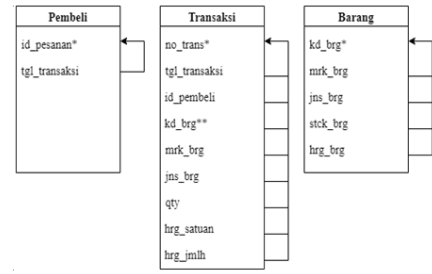 Pembeli
id_pesanan*
tgl_transaksi
Transaksi
no_trans*
tgl_transaksi
id_pembeli
kd_brg**
mrk_brg
jns_brg
qty
hrg_satuan
hrg_jmlh
Barang
kd_brg*
mrk_brg
jns_brg
stck_brg
hrg_brg